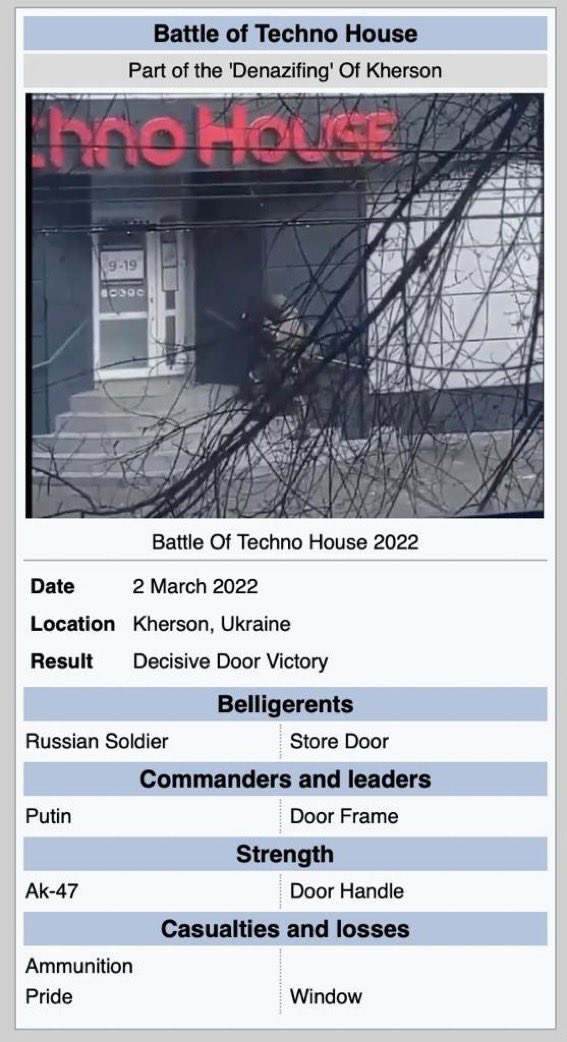 Battle of Techno House
Part of the 'Denazifing' Of Kherson
hno House
9-19
Battle Of Techno House 2022
Date 2 March 2022
Location Kherson, Ukraine
Result Decisive Door Victory
Belligerents
Russian Soldier Store Door
Commanders and leaders
Putin Door Frame
Strength
Ak-47 Door Handle
Casualties and losses
Ammunition
Pride Window